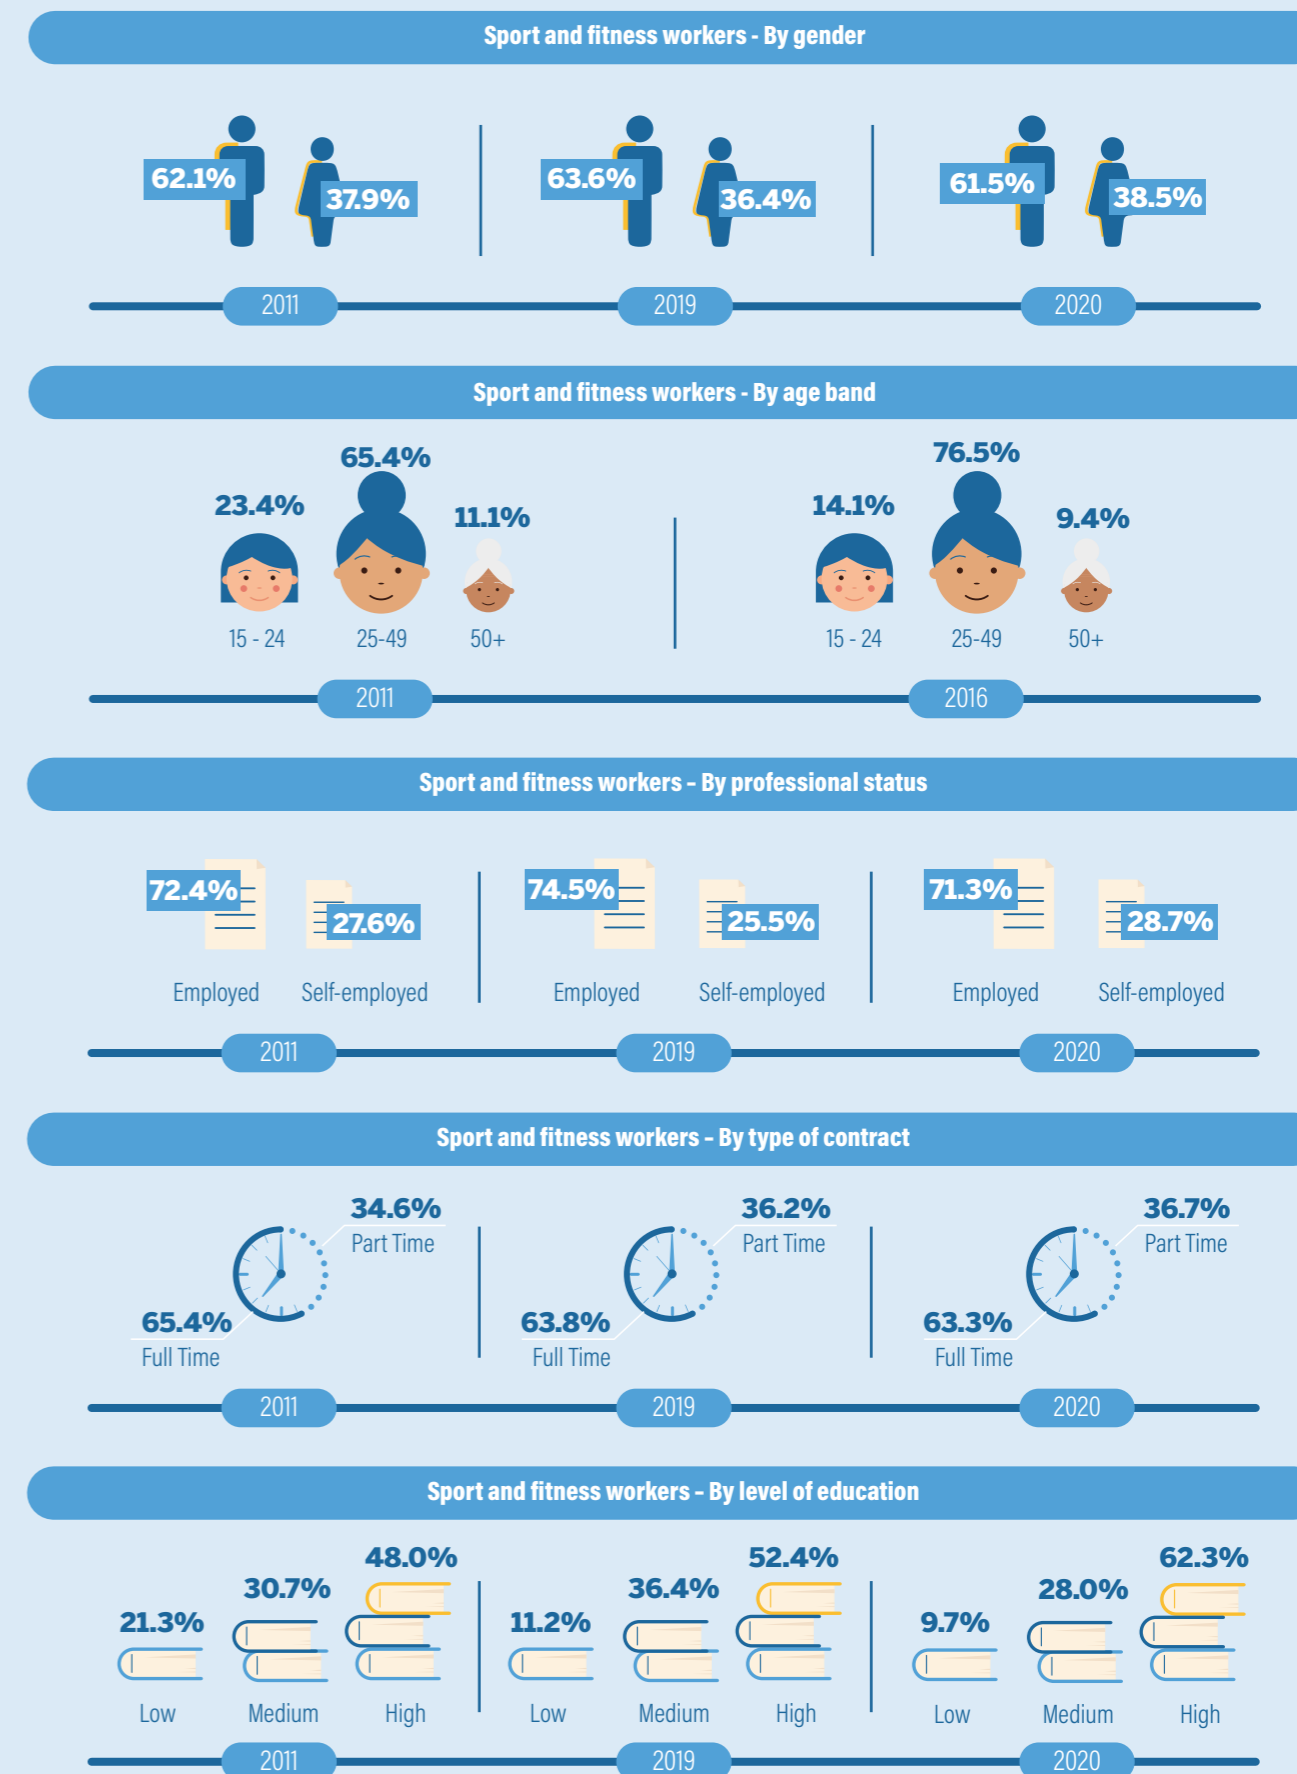 Sport and fitness workers - By gender
62.1%
37.9%
63.6%
36.4%
61.5%
38.5%
2011
2019
2020
Sport and fitness workers - By age band
23.4%
65.4%
11.1%
14.1%
76.5%
9.4%
15 - 24
25-49
50+
15 - 24
25-49
50+
2011
2016
Sport and fitness workers – By professional status
72.4%
27.6%
74.5%
25.5%
71.3%
28.7%
Employed
Self-employed
Employed
Self-employed
Employed
Self-employed
2011
2019
2020
Sport and fitness workers – By type of contract
34.6%
Part Time
65.4%
Full Time
36.2%
Part Time
63.8%
Full Time
36.7%
Part Time
63.3%
Full Time
2011
2019
2020
Sport and fitness workers – By level of education
21.3%
30.7%
48.0%
11.2%
36.4%
52.4%
9.7%
28.0%
62.3%
Low
Medium
High
Low
Medium
High
Low
Medium
High
2011
2019
2020